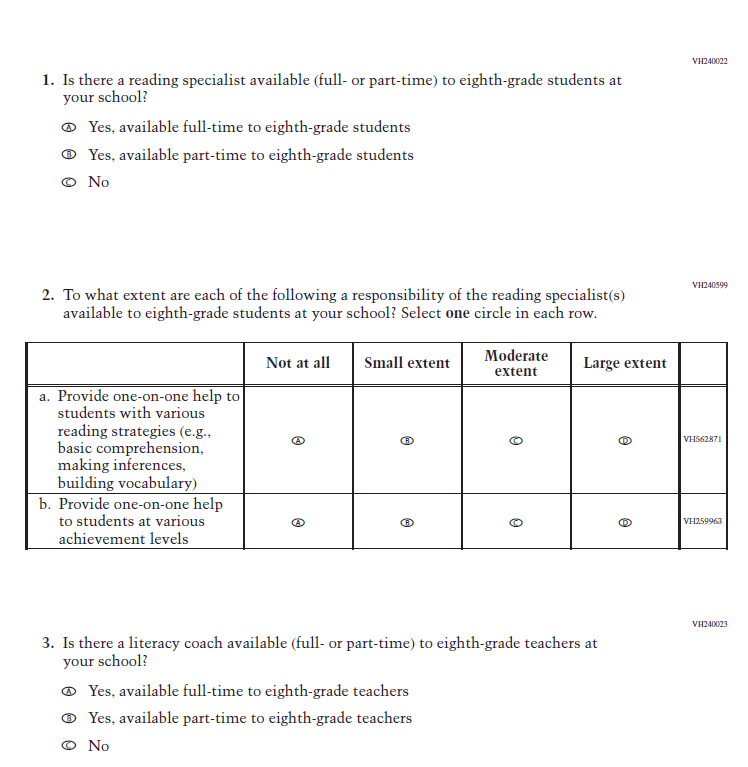 VH240022
1. Is there a reading specialist available (full- or part-time) to eighth-grade students at
your school?
Ⓐ Yes, available full-time to eighth-grade students
Ⓑ Yes, available part-time to eighth-grade students
Ⓒ No
VH240599
2. To what extent are each of the following a responsibility of the reading specialist(s)
available to eighth-grade students at your school? Select one circle in each row.
Not at all Small extent Moderate extent Large extent
a. Provide one-on-one help to
students with various
reading strategies (e.g.,
basic comprehension,
making inferences,
building vocabulary)
Ⓐ Ⓑ Ⓒ Ⓓ VH562871
b. Provide one-on-one help
to students at various
achievement levels
Ⓐ Ⓑ Ⓒ Ⓓ VH259963
VH240023
3. Is there a literacy coach available (full- or part-time) to eighth-grade teachers at
your school?
Ⓐ Yes, available full-time to eighth-grade teachers
Ⓑ Yes, available part-time to eighth-grade teachers
Ⓒ No